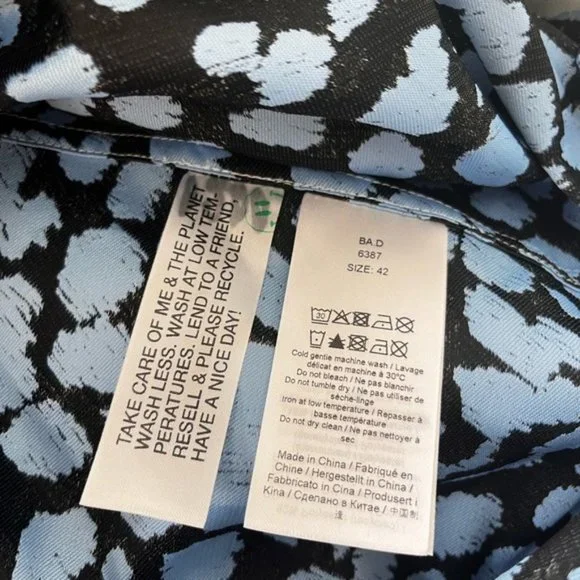 TAKE CARE OF ME & THE PLANET
WASH LESS. WASH AT LOW TEM-
PERATURES. LEND TO A FRIEND,
RESELL & PLEASE RECYCLE.
HAVE A NICE DAY!
BA.D
6387
SIZE: 42
30
Cold gentle machine wash / Lavage
délicat en machine à 30°C
Do not bleach / Ne pas blanchir
Do not tumble dry / Ne pas utiliser de
sèche-linge
Iron at low temperature / Repasser à
basse température
Do not dry clean / Ne pas nettoyer à
sec
Made in China / Fabriqué en
Chine / Hergestellt in China /
Fabbricato in Cina / Produsert i
Kina / Сделано в Китае / 中国制
造